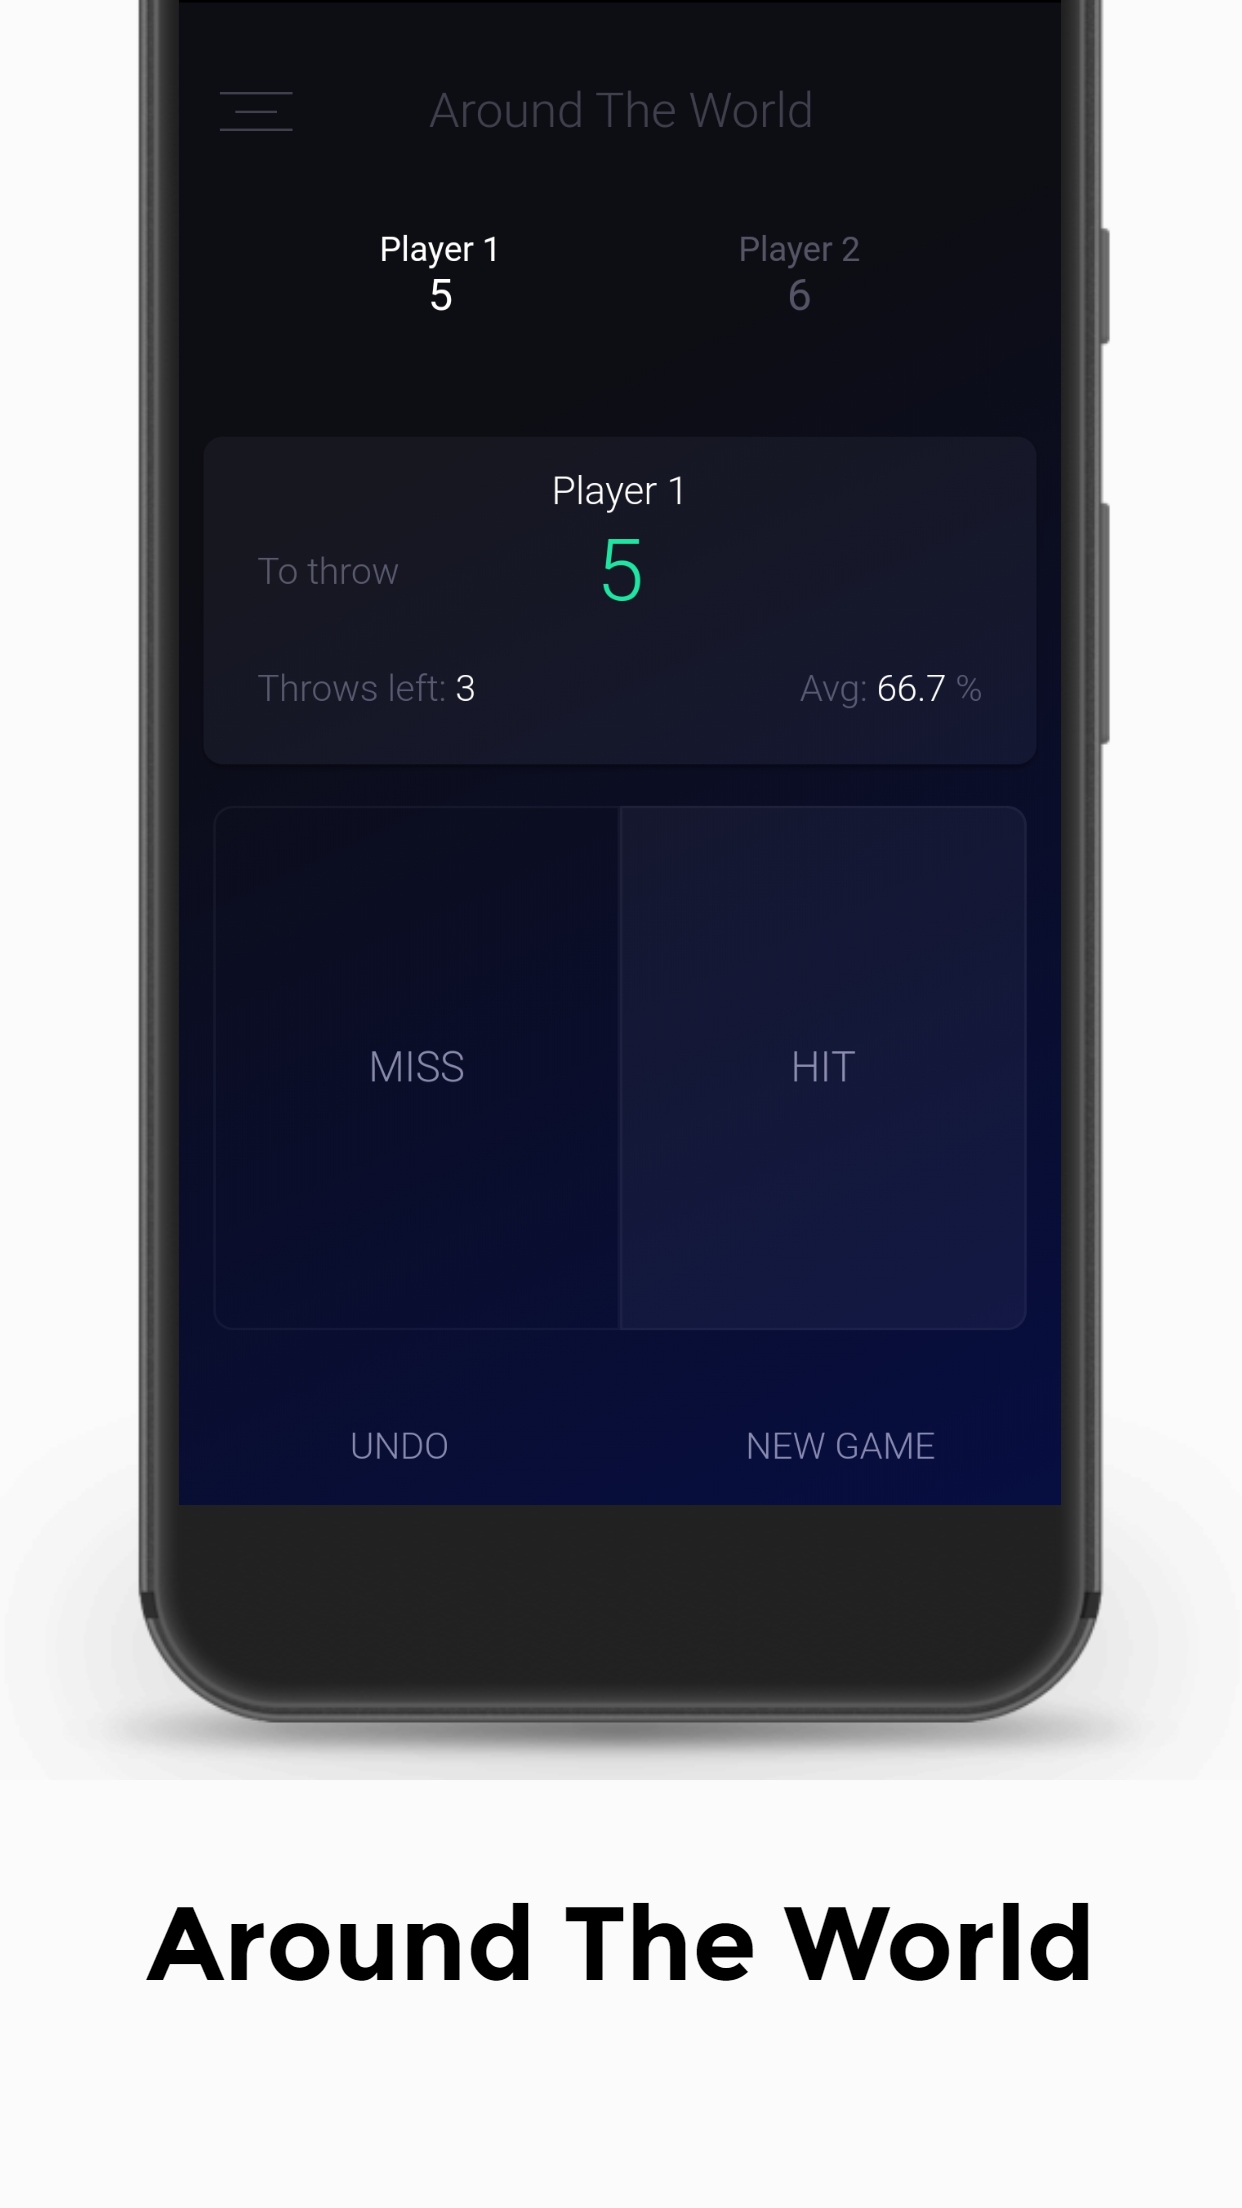 Around The World
Player 1
5
Player 2
6
Player 1
To throw
5
Throws left: 3
Avg: 66.7 %
MISS
HIT
UNDO
NEW GAME
Around The World